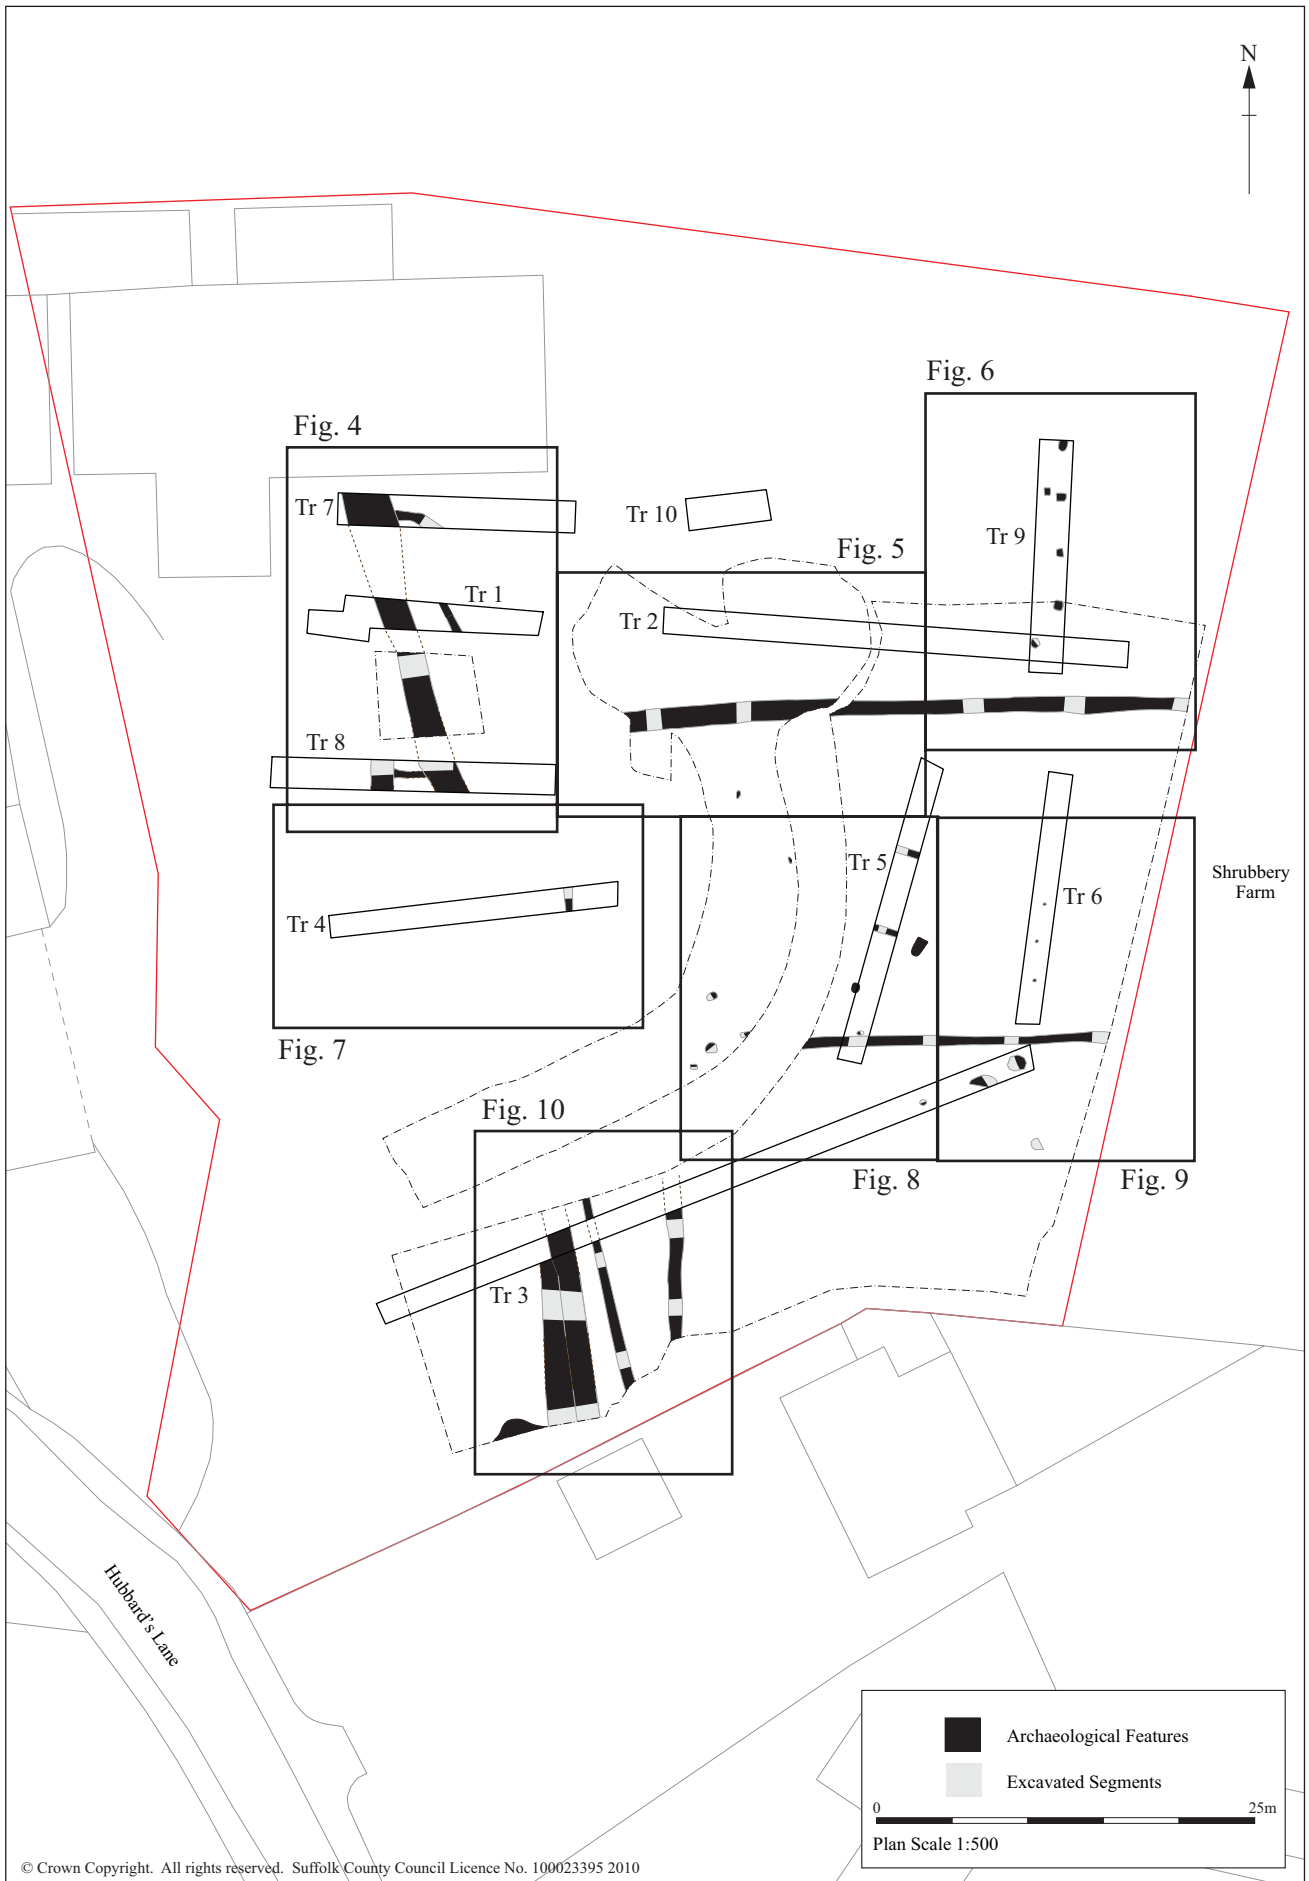 N
Fig. 6
Fig. 4
Tr 7
Tr 10
Tr 9
Fig. 5
Tr 1
Tr 2
Tr 8
Tr 5
Shrubbery
Farm
Tr 6
Tr 4
Fig. 7
Fig. 10
Fig. 8
Fig. 9
Tr 3
Hubbard's Lane
Archaeological Features
Excavated Segments
0
25m
Plan Scale 1:500
© Crown Copyright. All rights reserved. Suffolk County Council Licence No. 100023395 2010